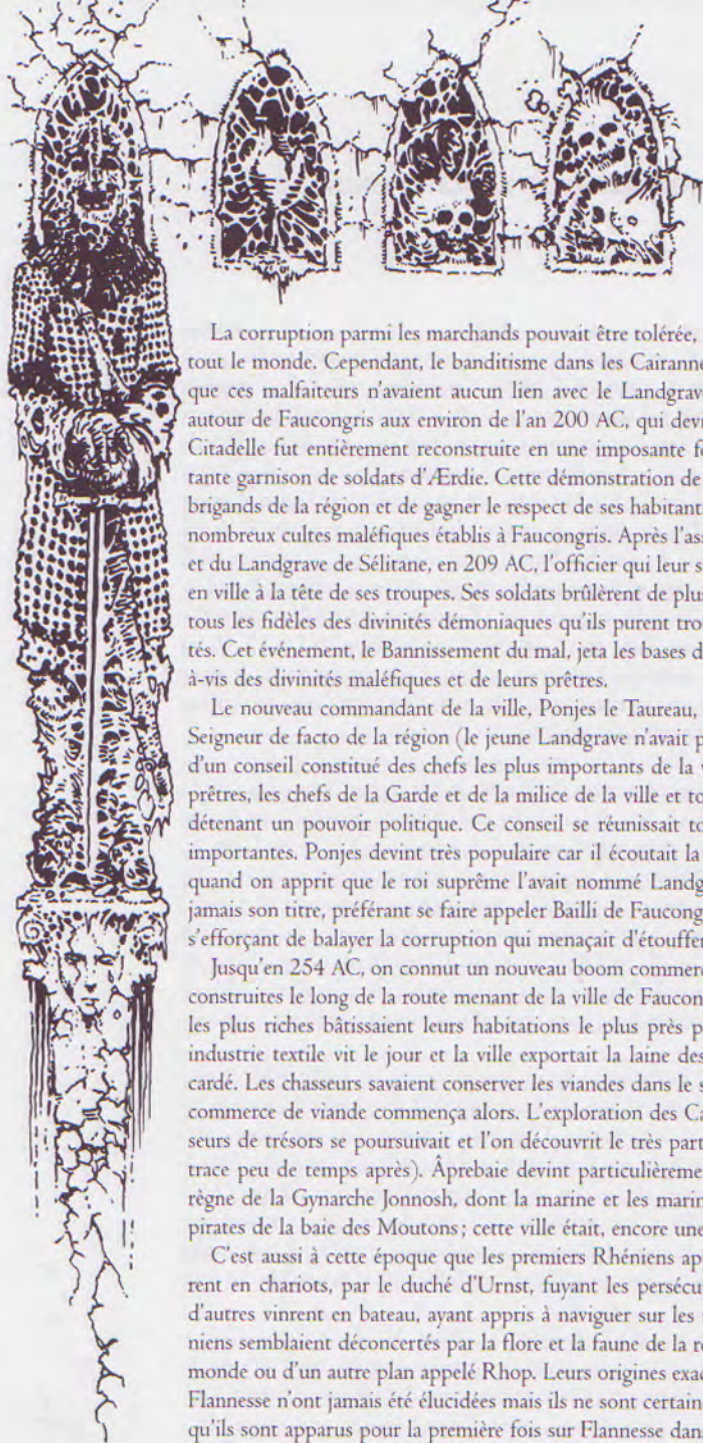 La corruption parmi les marchands pouvait être tolérée,
tout le monde. Cependant, le banditisme dans les Cairanne
que ces malfaiteurs n'avaient aucun lien avec le Landgrave
autour de Faucongris aux environ de l'an 200 AC, qui devi
Citadelle fut entièrement reconstruite en une imposante fo
tante garnison de soldats d'Ærdie. Cette démonstration de
brigands de la région et de gagner le respect de ses habitant
nombreux cultes maléfiques établis à Faucongris. Après l'ass
et du Landgrave de Sélitane, en 209 AC, l'officier qui leur s
en ville à la tête de ses troupes. Ses soldats brûlèrent de plus
tous les fidèles des divinités démoniaques qu'ils purent trou
tés. Cet événement, le Bannissement du mal, jeta les bases d
à-vis des divinités maléfiques et de leurs prêtres.
Le nouveau commandant de la ville, Ponjes le Taureau,
Seigneur de facto de la région (le jeune Landgrave n'avait p
d'un conseil constitué des chefs les plus importants de la v
prêtres, les chefs de la Garde et de la milice de la ville et to
détenant un pouvoir politique. Ce conseil se réunissait to
importantes. Ponjes devint très populaire car il écoutait la
quand on apprit que le roi suprême l'avait nommé Landg
jamais son titre, préférant se faire appeler Bailli de Faucong
s'efforçant de balayer la corruption qui menaçait d'étouffer
Jusqu'en 254 AC, on connut un nouveau boom commerc
construites le long de la route menant de la ville de Faucon
les plus riches bâtissaient leurs habitations le plus près p
industrie textile vit le jour et la ville exportait la laine des
cardé. Les chasseurs savaient conserver les viandes dans le s
commerce de viande commença alors. L'exploration des Ca
seurs de trésors se poursuivait et l'on découvrit le très part
trace peu de temps après). Âprebaie devint particulièreme
règne de la Gynarche Jonnosh, dont la marine et les marin
pirates de la baie des Moutons; cette ville était, encore une
C'est aussi à cette époque que les premiers Rhéniens ap
rent en chariots, par le duché d'Urnst, fuyant les persécu
d'autres vinrent en bateau, ayant appris à naviguer sur les
niens semblaient déconcertés par la flore et la faune de la ré
monde ou d'un autre plan appelé Rhop. Leurs origines exac
Flannesse n'ont jamais été élucidées mais ils ne sont certain
qu'ils sont apparus pour la première fois sur Flannesse dans